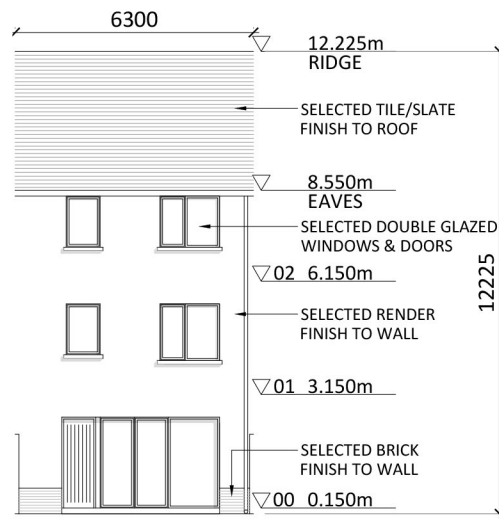 6300
12.225m
RIDGE
SELECTED TILE/SLATE
FINISH TO ROOF
8.550m
EAVES
SELECTED DOUBLE GLAZED
WINDOWS & DOORS
02 6.150m
12225
SELECTED RENDER
FINISH TO WALL
01 3.150m
SELECTED BRICK
FINISH TO WALL
00 0.150m